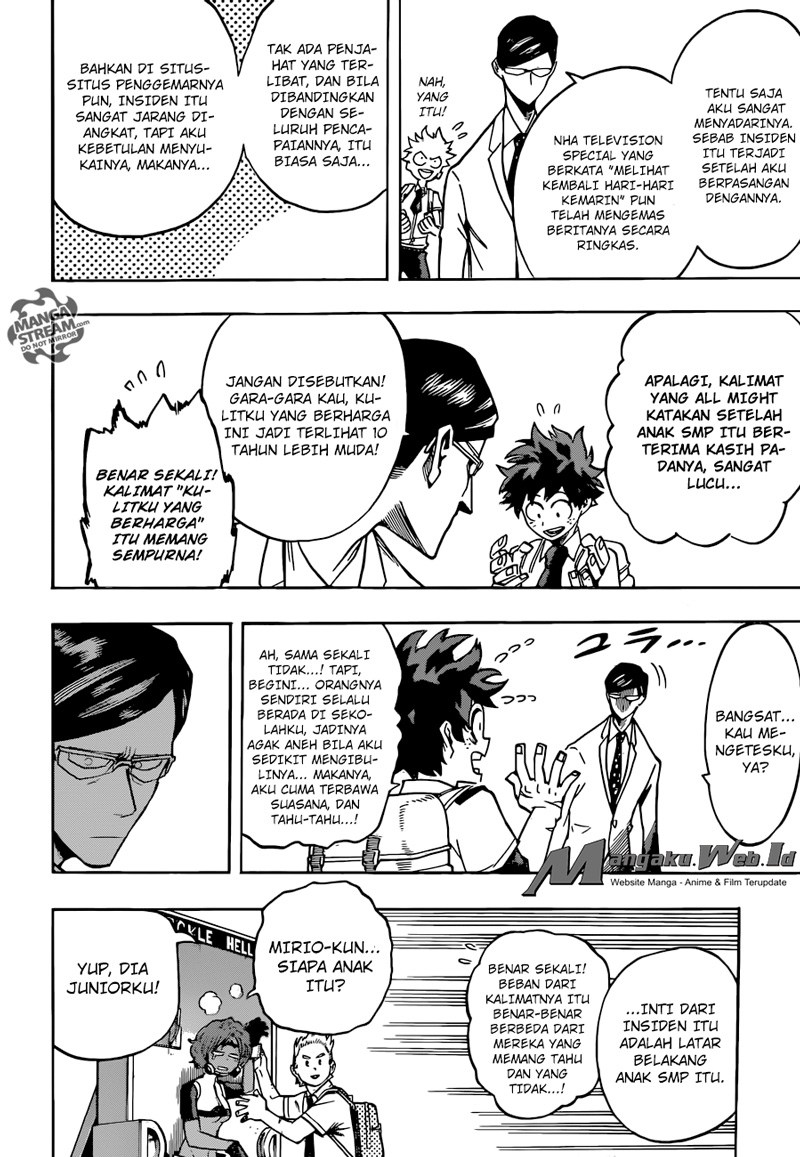 TENTU SAJA
AKU SANGAT
MENYADARINYA.
SEBAB INSIDEN
ITU TERJADI
SETELAH AKU
BERPASANGAN
DENGANNYA.
NHA TELEVISION
SPECIAL YANG
BERKATA "MELIHAT
KEMBALI HARI-HARI
KEMARIN" PUN
TELAH MENGEMAS
BERITANYA SECARA
RINGKAS.
NAH,
YANG
ITU!
TAK ADA PENJA-
HAT YANG TER-
LIBAT, DAN BILA
DIBANDINGKAN
DENGAN SE-
LURUH PENCA-
PAIANNYA, ITU
BIASA SAJA...
BAHKAN DI SITUS-
SITUS PENGGEMARNYA
PUN, INSIDEN ITU
SANGAT JARANG DI-
ANGKAT, TAPI AKU
KEBETULAN MENYU-
KAINYA, MAKANYA...
MANGA
STREAM.com
DO NOT MIRROR!
APALAGI, KALIMAT
YANG ALL MIGHT
KATAKAN SETELAH
ANAK SMP ITU BER-
TERIMA KASIH PA-
DANYA, SANGAT
LUCU...
JANGAN DISEBUTKAN!
GARA-GARA KAU, KU-
LITKU YANG BERHARGA
INI JADI TERLIHAT 10
TAHUN LEBIH MUDA!
BENAR SEKALI!
KALIMAT "KU-
LITKU YANG
BERHARGA"
ITU MEMANG
SEMPURNA!
BANGSAT...
KAU ME-
NGETESKU,
YA?
ユラ...
AH, SAMA SEKALI
TIDAK...! TAPI,
BEGINI... ORANGNYA
SENDIRI SELALU
BERADA DI SEKO-
LAHKU, JADINYA
AGAK ANEH BILA AKU
SEDIKIT MENGIBU-
LINYA... MAKANYA,
AKU CUMA TERBAWA
SUASANA, DAN
TAHU-TAHU...!
Mangaku.Web.Id
Website Manga - Anime & Film Terupdate
...INTI DARI
INSIDEN ITU
ADALAH LATAR
BELAKANG
ANAK SMP ITU.
BENAR SEKALI!
BEBAN DARI
KALIMATNYA ITU
BENAR-BENAR
BERBEDA DARI
MEREKA YANG
MEMANG TAHU
DAN YANG
TIDAK...!
MIRIO-KUN...
SIAPA ANAK
ITU?
CKLE HELL
YUP, DIA
JUNIORKU!